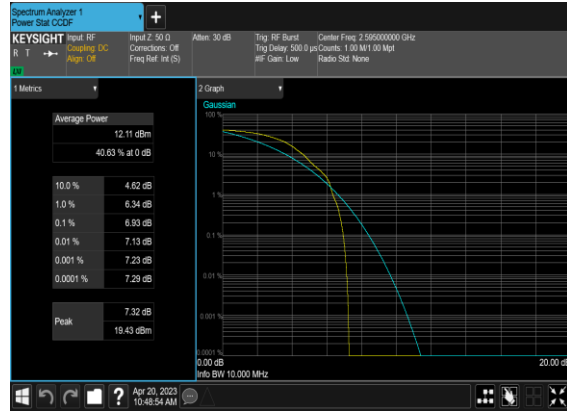 Spectrum Analyzer 1
Power Stat CCDF
KEYSIGHT
R T
LW
Input: RF
Coupling: DC
Align: Off
Input Z: 50 Ω
Corrections: Off
Freq Ref: Int (S)
Atten: 30 dB
Trig: RF Burst
Trig Delay: 500.0 µs
#IF Gain: Low
Center Freq: 2.595000000 GHz
Counts: 1.00 M/1.00 Mpt
Radio Std: None
1 Metrics
Average Power
12.11 dBm
40.63 % at 0 dB
10.0 % 4.62 dB
1.0 % 6.34 dB
0.1 % 6.93 dB
0.01 % 7.13 dB
0.001 % 7.23 dB
0.0001 % 7.29 dB
Peak
7.32 dB
19.43 dBm
2 Graph
Gaussian
100 %
10 %
1 %
0.1 %
0.01 %
0.001 %
0.0001 %
0.00 dB
20.00 dB
Info BW 10.000 MHz
?
Apr 20, 2023
10:48:54 AM